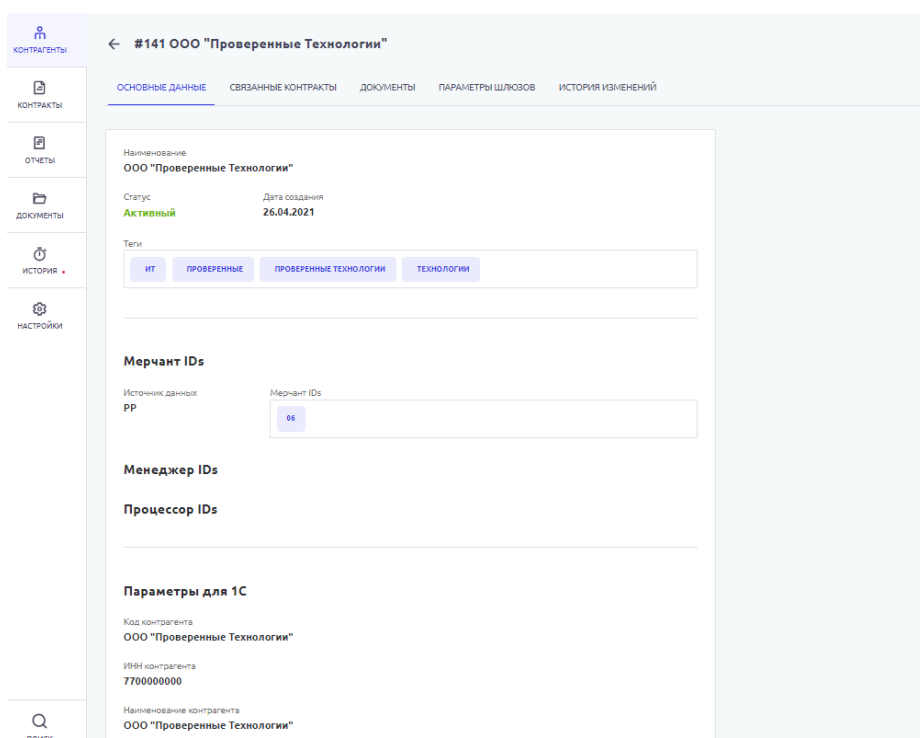 КОНТРАГЕНТЫ
КОНТРАКТЫ
ОТЧЕТЫ
ДОКУМЕНТЫ
ИСТОРИЯ
НАСТРОЙКИ
ПОИСК
#141 ООО "Проверенные Технологии"
ОСНОВНЫЕ ДАННЫЕ СВЯЗАННЫЕ КОНТРАКТЫ ДОКУМЕНТЫ ПАРАМЕТРЫ ШЛЮЗОВ ИСТОРИЯ ИЗМЕНЕНИЙ
Наименование
ООО "Проверенные Технологии"
Статус Дата создания
Активный 26.04.2021
Теги
ИТ ПРОВЕРЕННЫЕ ПРОВЕРЕННЫЕ ТЕХНОЛОГИИ ТЕХНОЛОГИИ
Мерчант IDs
Источник данных Мерчант IDs
PP 06
Менеджер IDs
Процессор IDs
Параметры для 1С
Код контрагента
ООО "Проверенные Технологии"
ИНН контрагента
7700000000
Наименование контрагента
ООО "Проверенные Технологии"